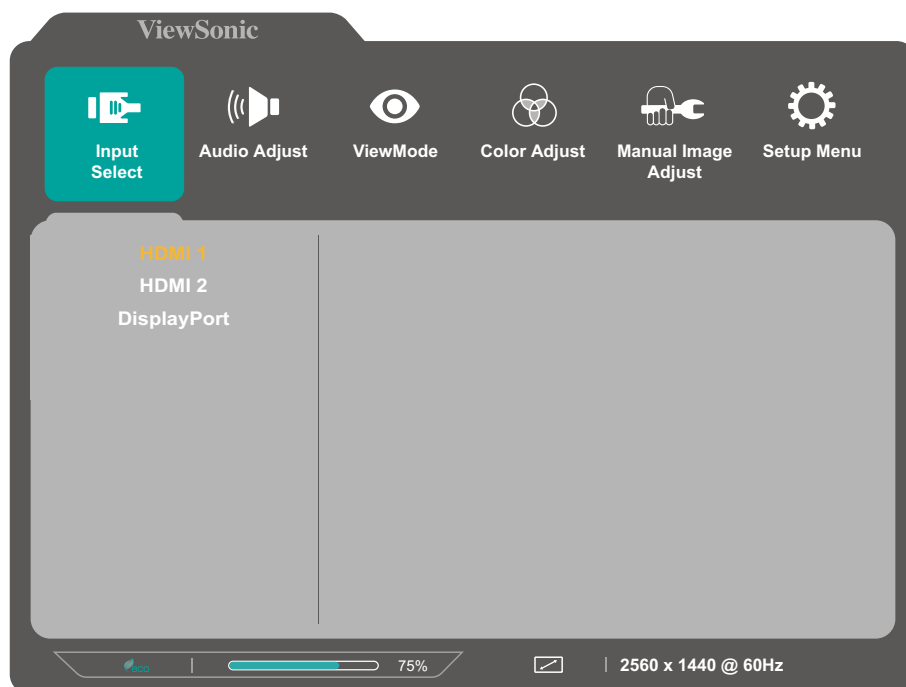 ViewSonic
Input
Select
Audio Adjust
ViewMode
Color Adjust
Manual Image
Adjust
Setup Menu
HDMI 1
HDMI 2
DisplayPort
eco
75%
2560 x 1440 @ 60Hz